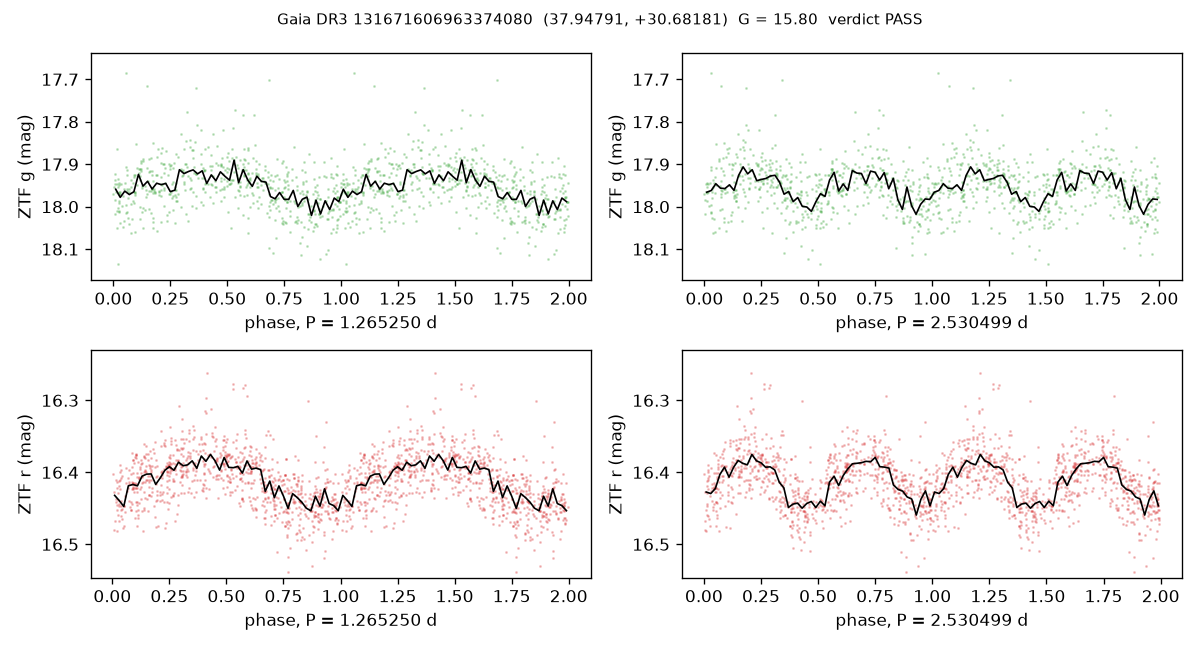 Gaia DR3 131671606963374080 (37.94791, +30.68181) G = 15.80 verdict PASS
ZTF g (mag)
17.7
17.8
17.9
18.0
18.1
0.00 0.25 0.50 0.75 1.00 1.25 1.50 1.75 2.00
phase, P = 1.265250 d
ZTF g (mag)
17.7
17.8
17.9
18.0
18.1
0.00 0.25 0.50 0.75 1.00 1.25 1.50 1.75 2.00
phase, P = 2.530499 d
ZTF r (mag)
16.3
16.4
16.5
0.00 0.25 0.50 0.75 1.00 1.25 1.50 1.75 2.00
phase, P = 1.265250 d
ZTF r (mag)
16.3
16.4
16.5
0.00 0.25 0.50 0.75 1.00 1.25 1.50 1.75 2.00
phase, P = 2.530499 d